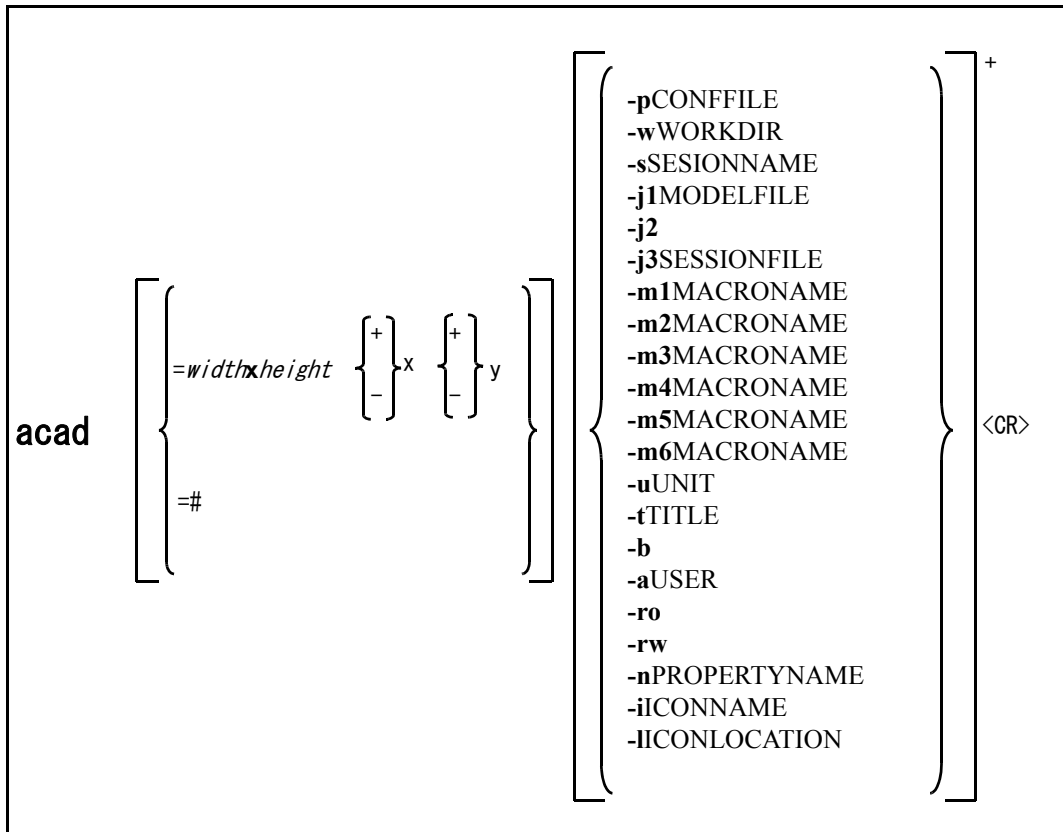 acad
=widthxheight { + - } x { + - } y
=#
-pCONFFILE
-wWORKDIR
-sSESIONNAME
-j1MODELFILE
-j2
-j3SESSIONFILE
-m1MACRONAME
-m2MACRONAME
-m3MACRONAME
-m4MACRONAME
-m5MACRONAME
-m6MACRONAME
-uUNIT
-tTITLE
-b
-aUSER
-ro
-rw
-nPROPERTYNAME
-iICONNAME
-lICONLOCATION
+
<CR>